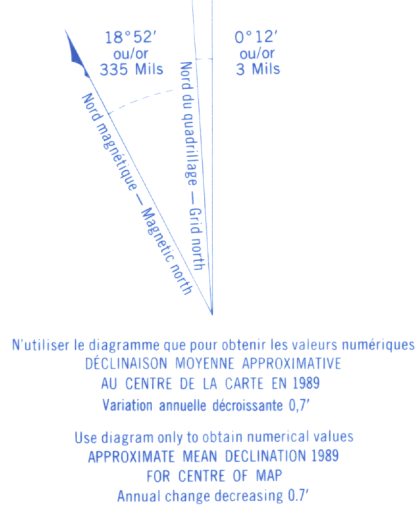 18°52'
ou/or
335 Mils
0°12'
ou/or
3 Mils
Nord magnétique — Magnetic north
Nord du quadrillage — Grid north
N'utiliser le diagramme que pour obtenir les valeurs numériques
DÉCLINAISON MOYENNE APPROXIMATIVE
AU CENTRE DE LA CARTE EN 1989
Variation annuelle décroissante 0,7'
Use diagram only to obtain numerical values
APPROXIMATE MEAN DECLINATION 1989
FOR CENTRE OF MAP
Annual change decreasing 0.7'